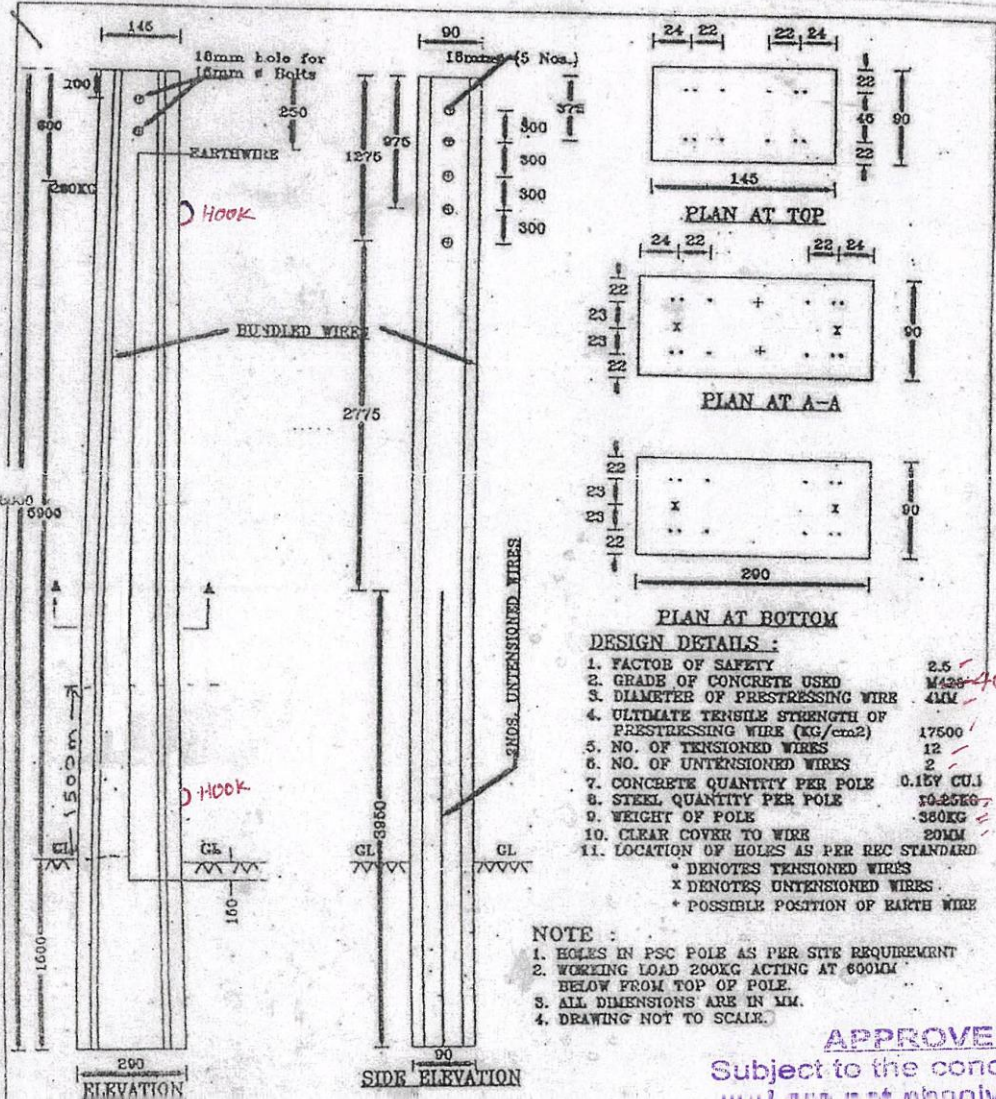 145
18mm hole for
16mm ø Bolts
200
600
250
EARTHWIRE
HOOK
BUNDLED WIRES
5900
1500m
HOOK
GL
GL
150
1600
290
ELEVATION
90
18mm ø (5 Nos.)
375
975
1275
300
300
300
300
2775
2NOS. UNTENSIONED WIRES
3950
GL
GL
90
SIDE ELEVATION
24 22 22 24
22
45
22
90
145
PLAN AT TOP
24 22 22 24
22
23
23
22
90
PLAN AT A-A
22
23
23
22
90
290
PLAN AT BOTTOM
DESIGN DETAILS :
1. FACTOR OF SAFETY 2.5
2. GRADE OF CONCRETE USED
3. DIAMETER OF PRESTRESSING WIRE 4MM
4. ULTIMATE TENSILE STRENGTH OF
PRESTRESSING WIRE (KG/cm2) 17500
5. NO. OF TENSIONED WIRES 12
6. NO. OF UNTENSIONED WIRES 2
7. CONCRETE QUANTITY PER POLE CU.
8. STEEL QUANTITY PER POLE
9. WEIGHT OF POLE
10. CLEAR COVER TO WIRE 20MM
11. LOCATION OF HOLES AS PER REC STANDARD
* DENOTES TENSIONED WIRES
x DENOTES UNTENSIONED WIRES.
+ POSSIBLE POSITION OF EARTH WIRE
NOTE :
1. HOLES IN PSC POLE AS PER SITE REQUIREMENT
2. WORKING LOAD 200KG ACTING AT 600MM
BELOW FROM TOP OF POLE.
3. ALL DIMENSIONS ARE IN MM.
4. DRAWING NOT TO SCALE.
APPROVE
Subject to the cond